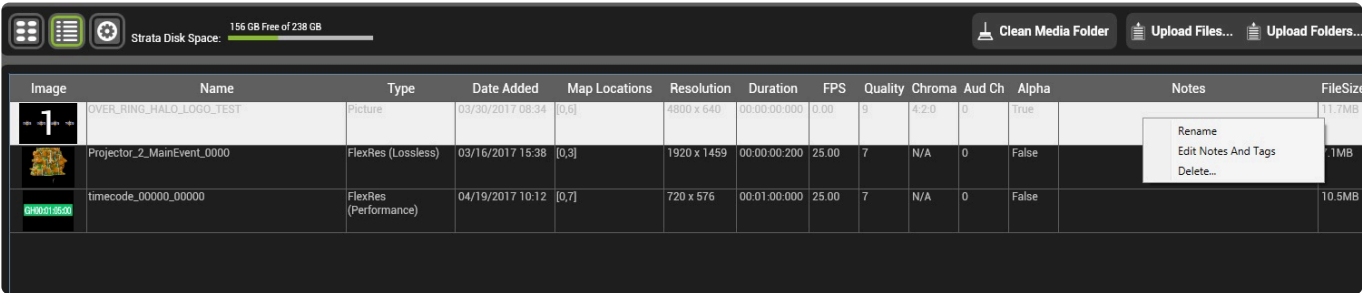 Strata Disk Space: 156 GB Free of 238 GB
Clean Media Folder Upload Files... Upload Folders...
Image Name Type Date Added Map Locations Resolution Duration FPS Quality Chroma Aud Ch Alpha Notes FileSize
1 OVER_RING_HALO_LOGO_TEST Picture 03/30/2017 08:34 [0,6] 4800 x 640 00:00:00:000 0.00 9 4:2:0 0 True 11.7MB
Rename
Edit Notes And Tags
Delete...
Projector_2_MainEvent_0000 FlexRes (Lossless) 03/16/2017 15:38 [0,3] 1920 x 1459 00:00:00:200 25.00 7 N/A 0 False .1MB
GH00:01:05:00 timecode_00000_00000 FlexRes (Performance) 04/19/2017 10:12 [0,7] 720 x 576 00:01:00:000 25.00 7 N/A 0 False 10.5MB